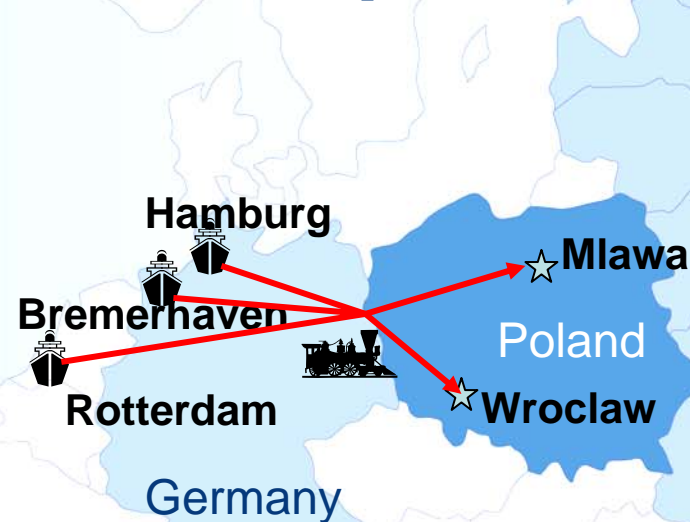 Hamburg
Mlawa
Bremerhaven
Poland
Rotterdam
Wroclaw
Germany